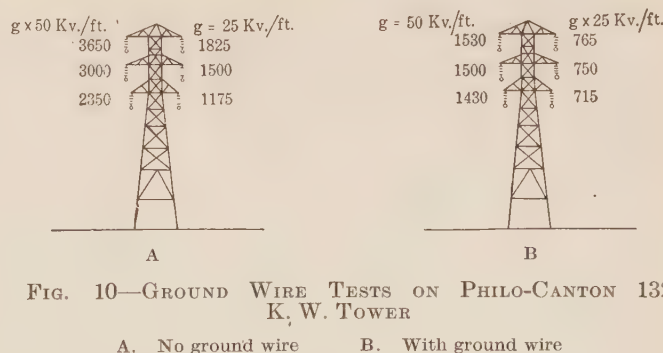 g x 50 Kv./ft. g = 25 Kv./ft. g = 50 Kv./ft. g x 25 Kv./ft.
3650 1825 1530 765
3000 1500 1500 750
2350 1175 1430 715
A B
FIG. 10—GROUND WIRE TESTS ON PHILO-CANTON 132
K. W. TOWER
A. No ground wire B. With ground wire